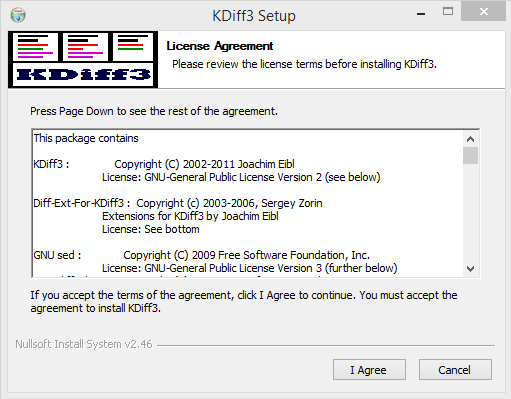 KDiff3 Setup
KDiff3
License Agreement
Please review the license terms before installing KDiff3.
Press Page Down to see the rest of the agreement.
This package contains
KDiff3 : Copyright (C) 2002-2011 Joachim Eibl
License: GNU-General Public License Version 2 (see below)
Diff-Ext-For-KDiff3 : Copyright (c) 2003-2006, Sergey Zorin
Extensions for KDiff3 by Joachim Eibl
License: See bottom
GNU sed : Copyright (C) 2009 Free Software Foundation, Inc.
License: GNU-General Public License Version 3 (further below)
If you accept the terms of the agreement, click I Agree to continue. You must accept the
agreement to install KDiff3.
Nullsoft Install System v2.46
I Agree
Cancel